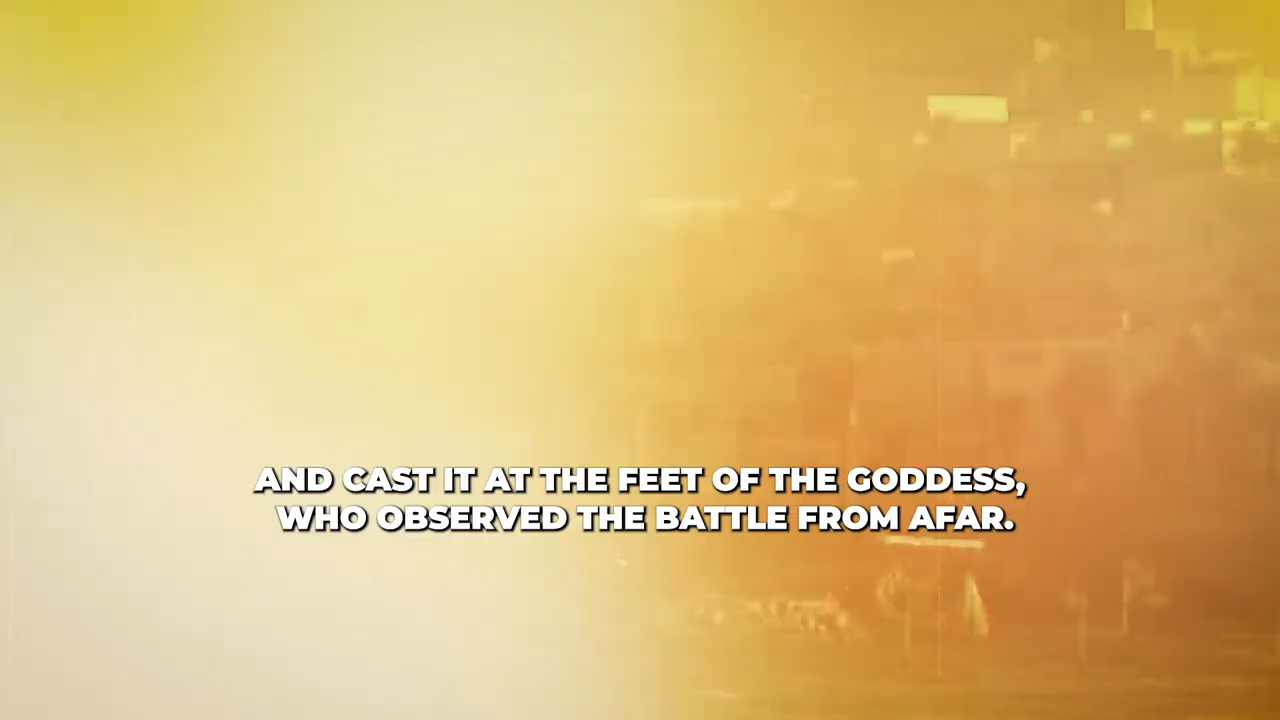 AND CAST IT AT THE FEET OF THE GODDESS,
WHO OBSERVED THE BATTLE FROM AFAR.